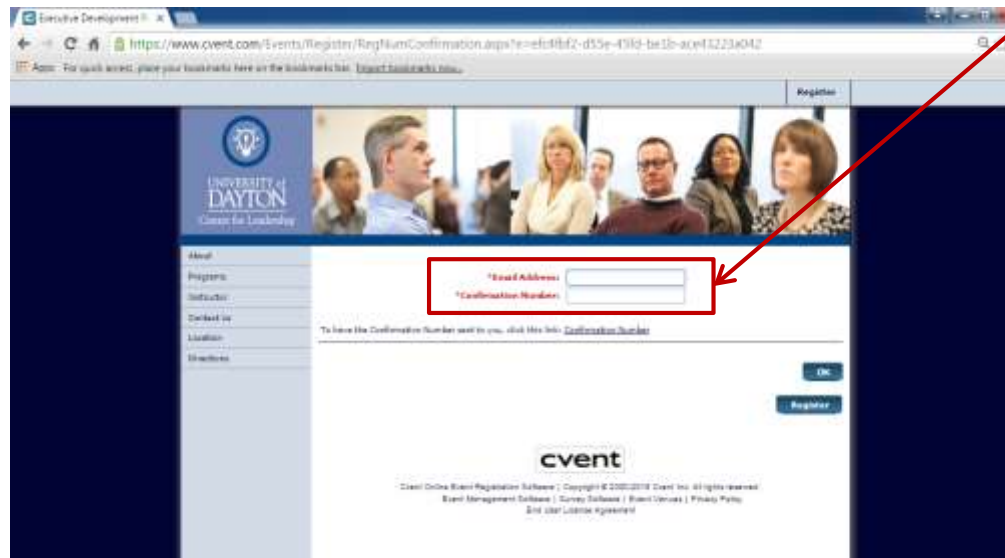 Executive Development P
https://www.cvent.com/Events/Register/RegNumConfirmation.aspx?e=
Apps For quick access, place your bookmarks here on the bookmarks bar. Import bookmarks now...
Register
UNIVERSITY of
DAYTON
Center for Leadership
About
Programs
Instructor
Contact Us
Location
Directions
*Email Address:
*Confirmation Number:
To have the Confirmation Number sent to you, click this link: Confirmation Number
OK
Register
cvent
Cvent Online Event Registration Software | Copyright © 2000-2015 Cvent Inc. All rights reserved
Event Management Software | Survey Software | Event Venues | Privacy Policy
End User License Agreement